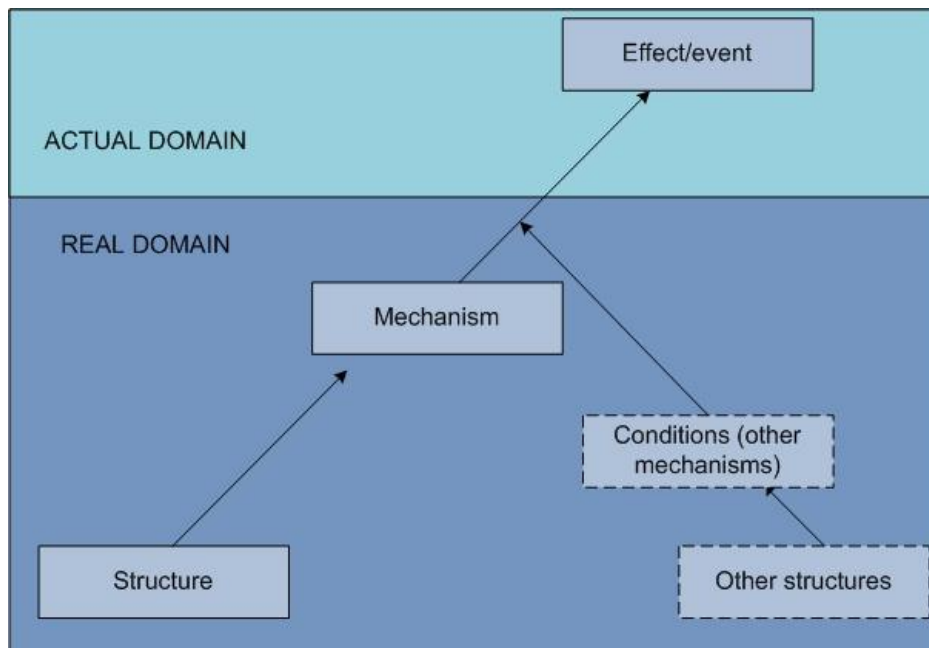 Effect/event
ACTUAL DOMAIN
REAL DOMAIN
Mechanism
Conditions (other
mechanisms)
Structure
Other structures